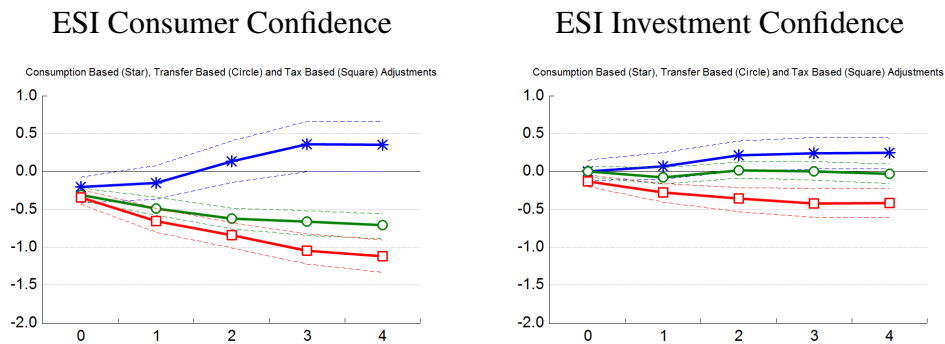 ESI Consumer Confidence
Consumption Based (Star), Transfer Based (Circle) and Tax Based (Square) Adjustments
1.0
0.5
0.0
-0.5
-1.0
-1.5
-2.0
0 1 2 3 4
ESI Investment Confidence
Consumption Based (Star), Transfer Based (Circle) and Tax Based (Square) Adjustments
1.0
0.5
0.0
-0.5
-1.0
-1.5
-2.0
0 1 2 3 4